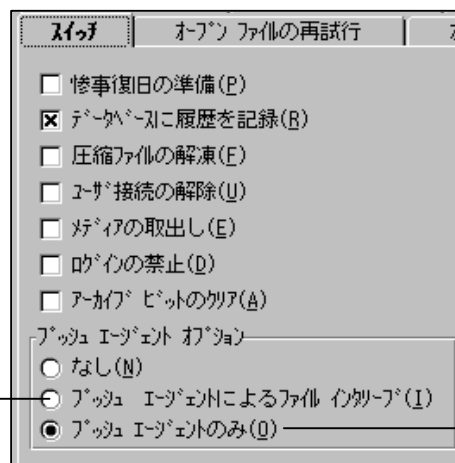 スイッチ
オープン ファイルの再試行
惨事復旧の準備(P)
データベースに履歴を記録(R)
圧縮ファイルの解凍(F)
ユーザ接続の解除(U)
メディアの取出し(E)
ログインの禁止(D)
アーカイブ ビットのクリア(A)
プッシュ エージェント オプション
なし(N)
プッシュ エージェントによるファイル インタリーブ(I)
プッシュ エージェントのみ(O)